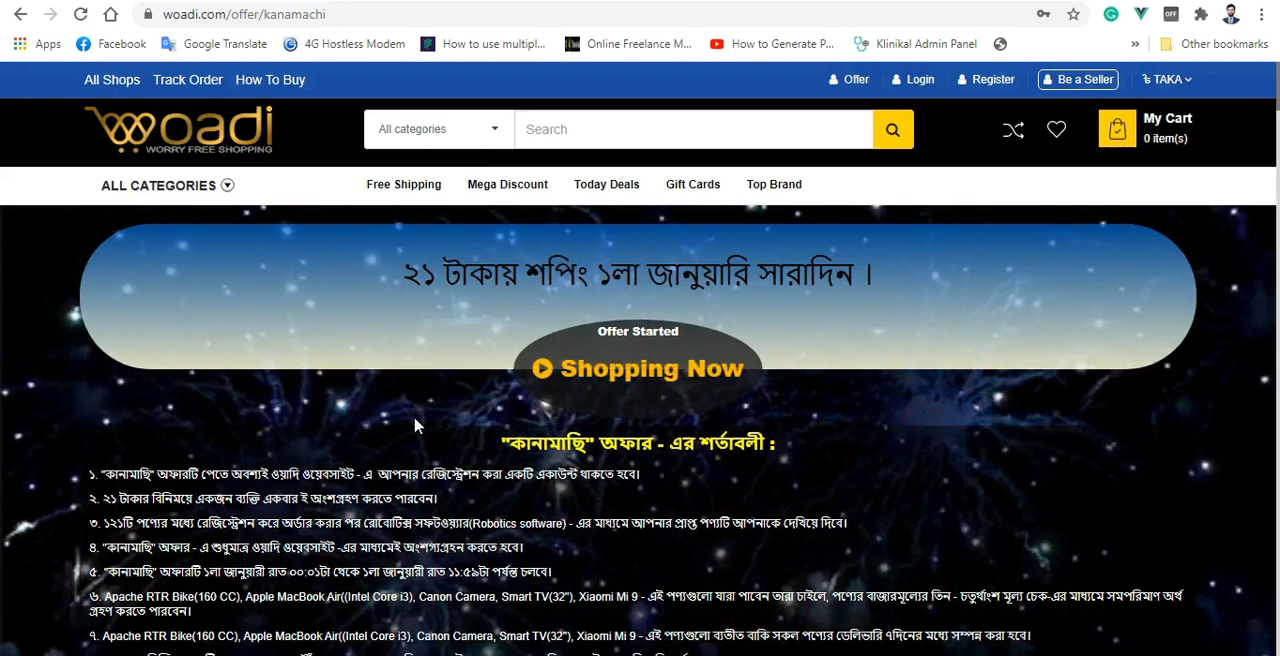 woadi.com/offer/kanamachi
Apps Facebook Google Translate 4G Hostless Modem How to use multipl... Online Freelance M... How to Generate P... Klinikal Admin Panel » Other bookmarks
All Shops Track Order How To Buy Offer Login Register Be a Seller ৳ TAKA
woadi
WORRY FREE SHOPPING
All categories Search
My Cart
0 item(s)
ALL CATEGORIES Free Shipping Mega Discount Today Deals Gift Cards Top Brand
২১ টাকায় শপিং ১লা জানুয়ারি সারাদিন ।
Offer Started
Shopping Now
"কানামাছি" অফার - এর শর্তাবলী :
১. "কানামাছি" অফারটি পেতে অবশ্যই ওয়াদি ওয়েবসাইট - এ আপনার রেজিস্ট্রেশন করা একটি একাউন্ট থাকতে হবে।
২. ২১ টাকার বিনিময়ে একজন ব্যক্তি একবার ই অংশগ্রহণ করতে পারবেন।
৩. ১২১টি পণ্যের মধ্যে রেজিস্ট্রেশন করে অর্ডার করার পর রোবোটিক্স সফটওয়্যার(Robotics software) - এর মাধ্যমে আপনার প্রাপ্ত পণ্যটি আপনাকে দেখিয়ে দিবে।
৪. "কানামাছি" অফার - এ শুধুমাত্র ওয়াদি ওয়েবসাইট -এর মাধ্যমেই অংশগ্রহন করতে হবে।
৫. "কানামাছি" অফারটি ১লা জানুয়ারী রাত ০০:০১টা থেকে ১লা জানুয়ারী রাত ১১:৫৯টা পর্যন্ত চলবে।
৬. Apache RTR Bike(160 CC), Apple MacBook Air((Intel Core i3), Canon Camera, Smart TV(32"), Xiaomi Mi 9 - এই পণ্যগুলো যারা পাবেন তারা চাইলে, পণ্যের বাজারমূল্যের তিন - চতুর্থাংশ মূল্য চেক-এর মাধ্যমে সমপরিমাণ অর্থ
গ্রহণ করতে পারবেন।
৭. Apache RTR Bike(160 CC), Apple MacBook Air((Intel Core i3), Canon Camera, Smart TV(32"), Xiaomi Mi 9 - এই পণ্যগুলো ব্যতীত বাকি সকল পণ্যের ডেলিভারি ৭দিনের মধ্যে সম্পন্ন করা হবে।